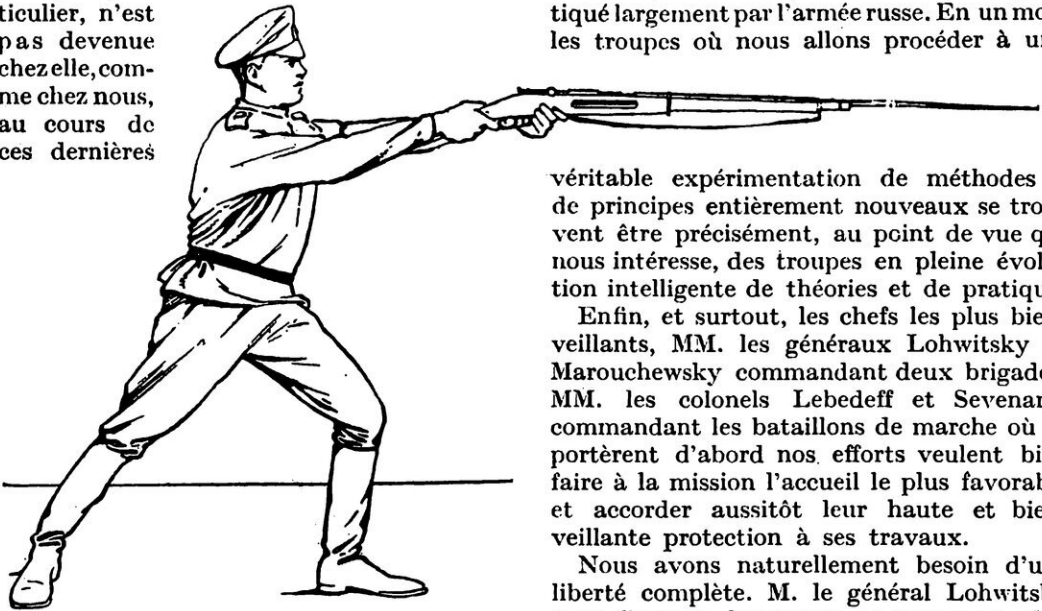 ticulier, n'est
pas devenue
chez elle, com-
me chez nous,
au cours de
ces dernières
tiqué largement par l'armée russe. En un mo
les troupes où nous allons procéder à un
véritable expérimentation de méthodes
de principes entièrement nouveaux se tro
vent être précisément, au point de vue q
nous intéresse, des troupes en pleine évol
tion intelligente de théories et de pratiqu
Enfin, et surtout, les chefs les plus bie
veillants, MM. les généraux Lohwitsky
Marouchewsky commandant deux brigade
MM. les colonels Lebedeff et Sevenar
commandant les bataillons de marche où
portèrent d'abord nos efforts veulent bi
faire à la mission l'accueil le plus favorab
et accorder aussitôt leur haute et bie
veillante protection à ses travaux.
Nous avons naturellement besoin d'u
liberté complète. M. le général Lohwitsk